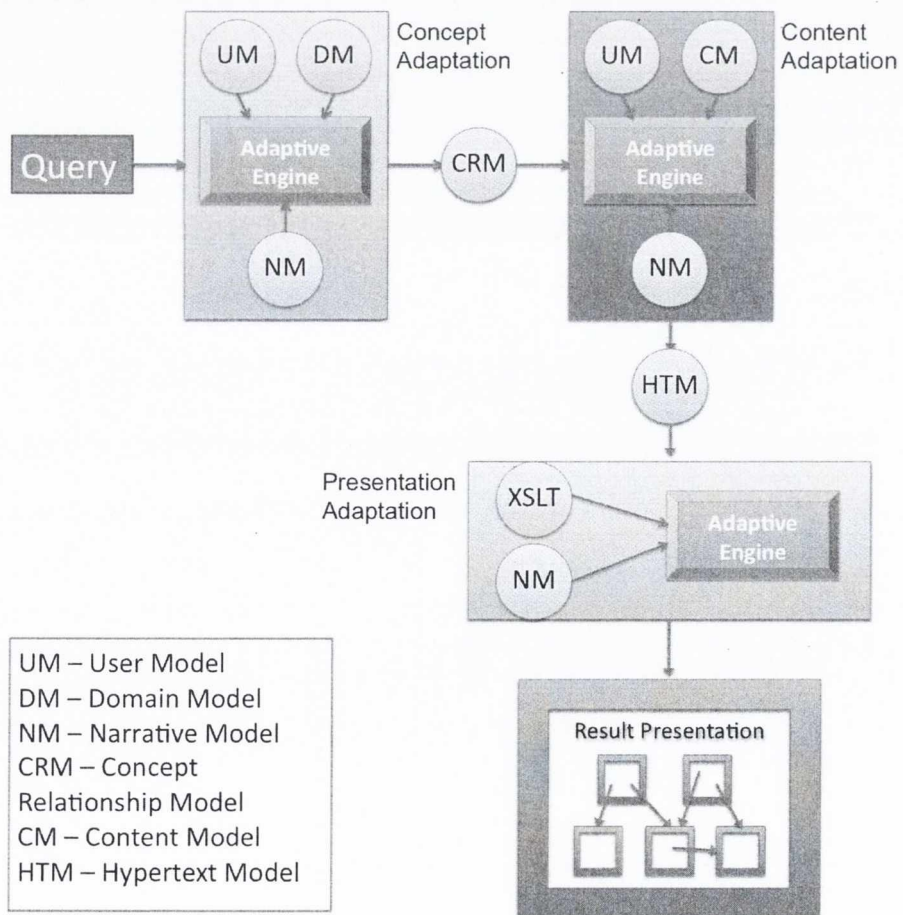 UM
DM
Concept
Adaptation
UM
CM
Content
Adaptation
Query
Adaptive
Engine
CRM
Adaptive
Engine
NM
NM
HTM
Presentation
Adaptation
XSLT
Adaptive
Engine
NM
UM – User Model
DM – Domain Model
NM – Narrative Model
CRM – Concept
Relationship Model
CM – Content Model
HTM – Hypertext Model
Result Presentation